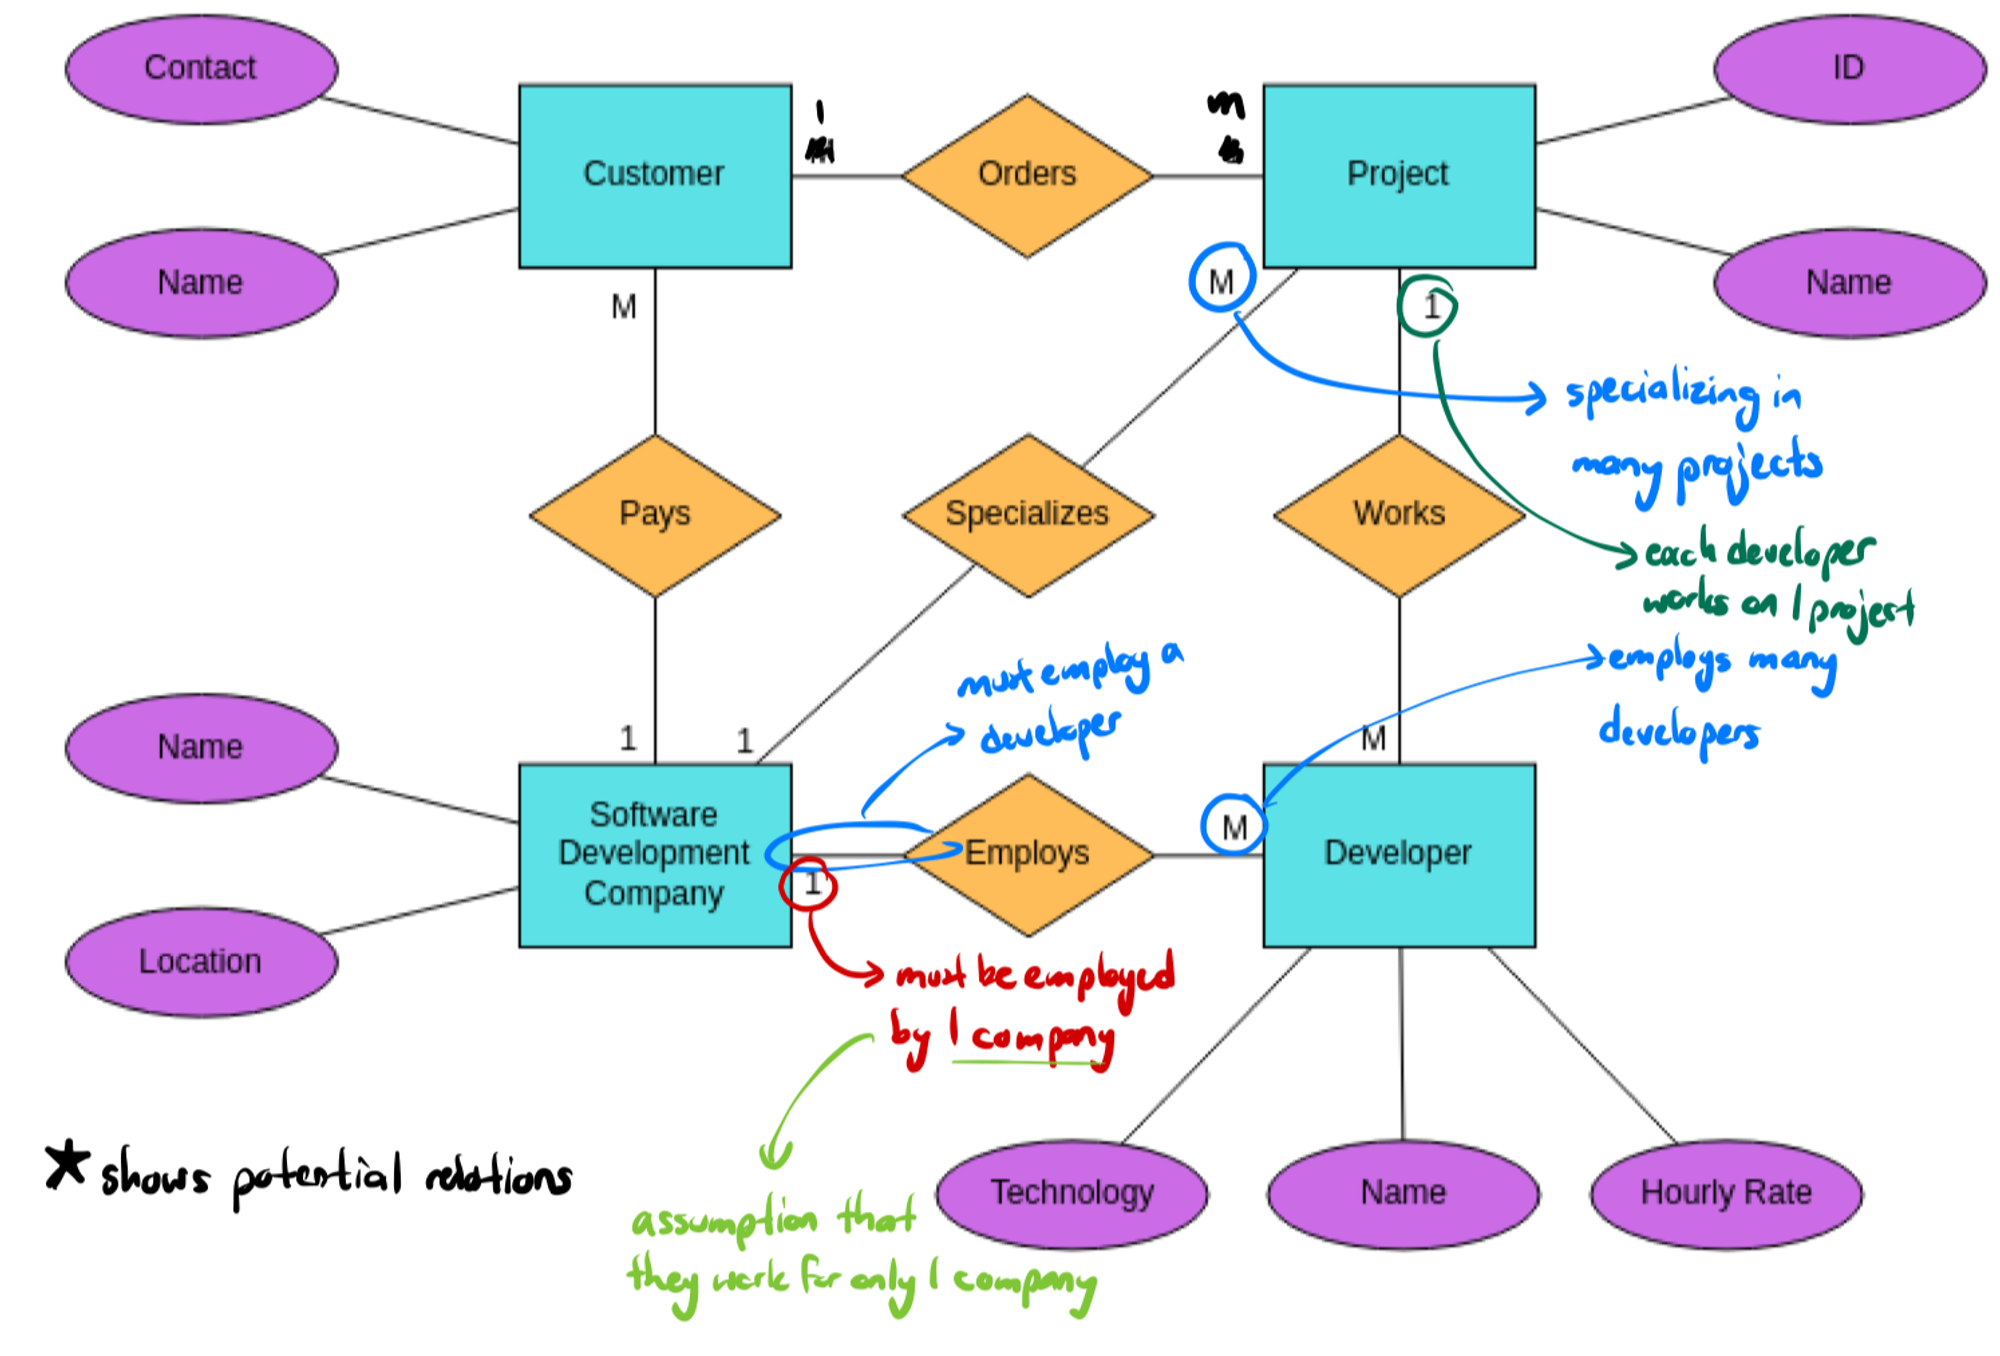 Contact
ID
1
m
Customer
Orders
Project
Name
M
M
1
Name
specializing in
many projects
Pays
Specializes
Works
each developer
works on 1 project
must employ a
developer
employs many
developers
Name
1
1
M
Software
Development
Company
Employs
M
Developer
1
Location
must be employed
by 1 company
★ shows potential relations
Technology
Name
Hourly Rate
assumption that
they work for only 1 company